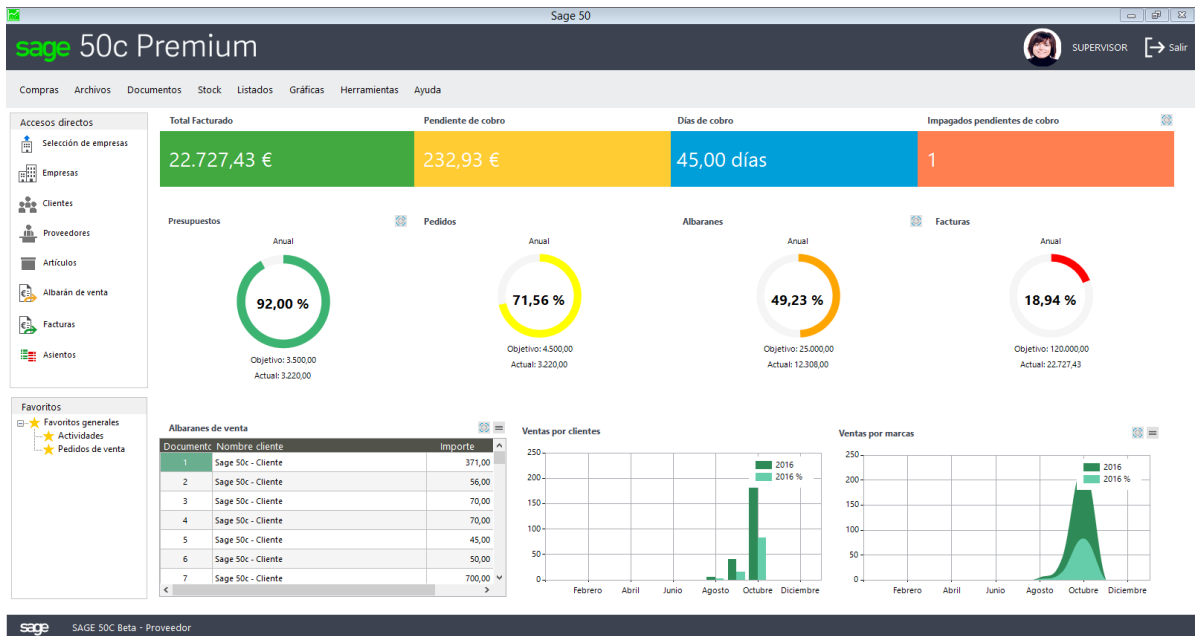 Sage 50
sage 50c Premium
SUPERVISOR
Salir
Compras Archivos Documentos Stock Listados Gráficas Herramientas Ayuda
Accesos directos
Selección de empresas
Empresas
Clientes
Proveedores
Artículos
Albarán de venta
Facturas
Asientos
Favoritos
Favoritos generales
Actividades
Pedidos de venta
Total Facturado Pendiente de cobro Días de cobro Impagados pendientes de cobro
22.727,43 € 232,93 € 45,00 días 1
Presupuestos Pedidos Albaranes Facturas
Anual Anual Anual Anual
92,00 % 71,56 % 49,23 % 18,94 %
Objetivo: 3.500,00 Objetivo: 4.500,00 Objetivo: 25.000,00 Objetivo: 120.000,00
Actual: 3.220,00 Actual: 3.220,00 Actual: 12.308,00 Actual: 22.727,43
Albaranes de venta
Documentc Nombre cliente Importe
1 Sage 50c - Cliente 371,00
2 Sage 50c - Cliente 56,00
3 Sage 50c - Cliente 70,00
4 Sage 50c - Cliente 70,00
5 Sage 50c - Cliente 45,00
6 Sage 50c - Cliente 50,00
7 Sage 50c - Cliente 700,00
Ventas por clientes
250
200
150
100
50
0
2016
2016 %
Febrero Abril Junio Agosto Octubre Diciembre
Ventas por marcas
250
200
150
100
50
0
2016
2016 %
Febrero Abril Junio Agosto Octubre Diciembre
sage SAGE 50C Beta - Proveedor